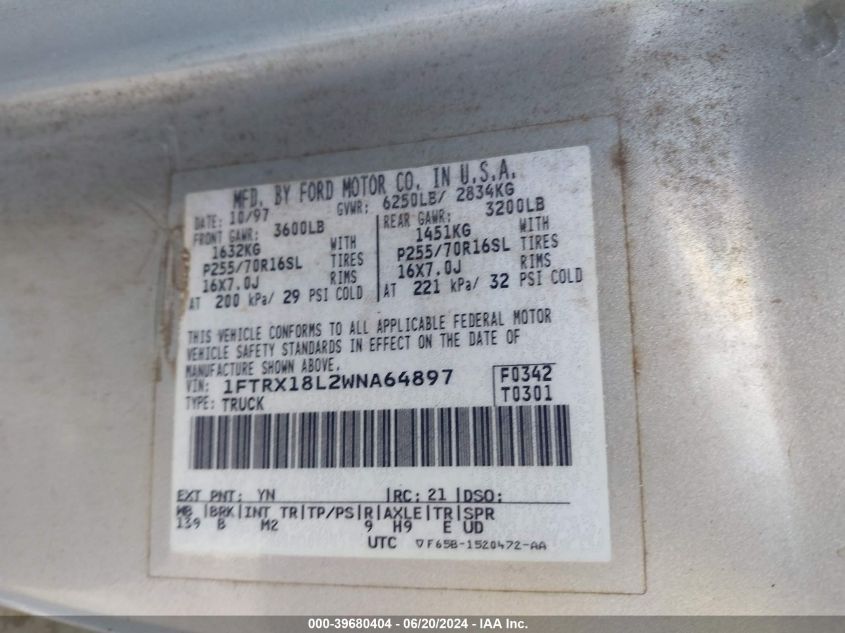 MFD. BY FORD MOTOR CO. IN U.S.A.
DATE: 10/97 GVWR: 6250LB/ 2834KG
FRONT GAWR: 3600LB REAR GAWR: 3200LB
1632KG WITH 1451KG WITH
P255/70R16SL TIRES P255/70R16SL TIRES
16X7.0J RIMS 16X7.0J RIMS
AT 200 kPa/ 29 PSI COLD AT 221 kPa/ 32 PSI COLD
THIS VEHICLE CONFORMS TO ALL APPLICABLE FEDERAL MOTOR
VEHICLE SAFETY STANDARDS IN EFFECT ON THE DATE OF
MANUFACTURE SHOWN ABOVE.
VIN: 1FTRX18L2WNA64897 F0342
TYPE: TRUCK T0301
EXT PNT: YN |RC: 21 |DSO:
WB |BRK|INT TR|TP/PS|R|AXLE|TR|SPR
139 B M2 9 H9 E UD
UTC ▽F65B-1520472-AA
000-39680404 - 06/20/2024 - IAA Inc.